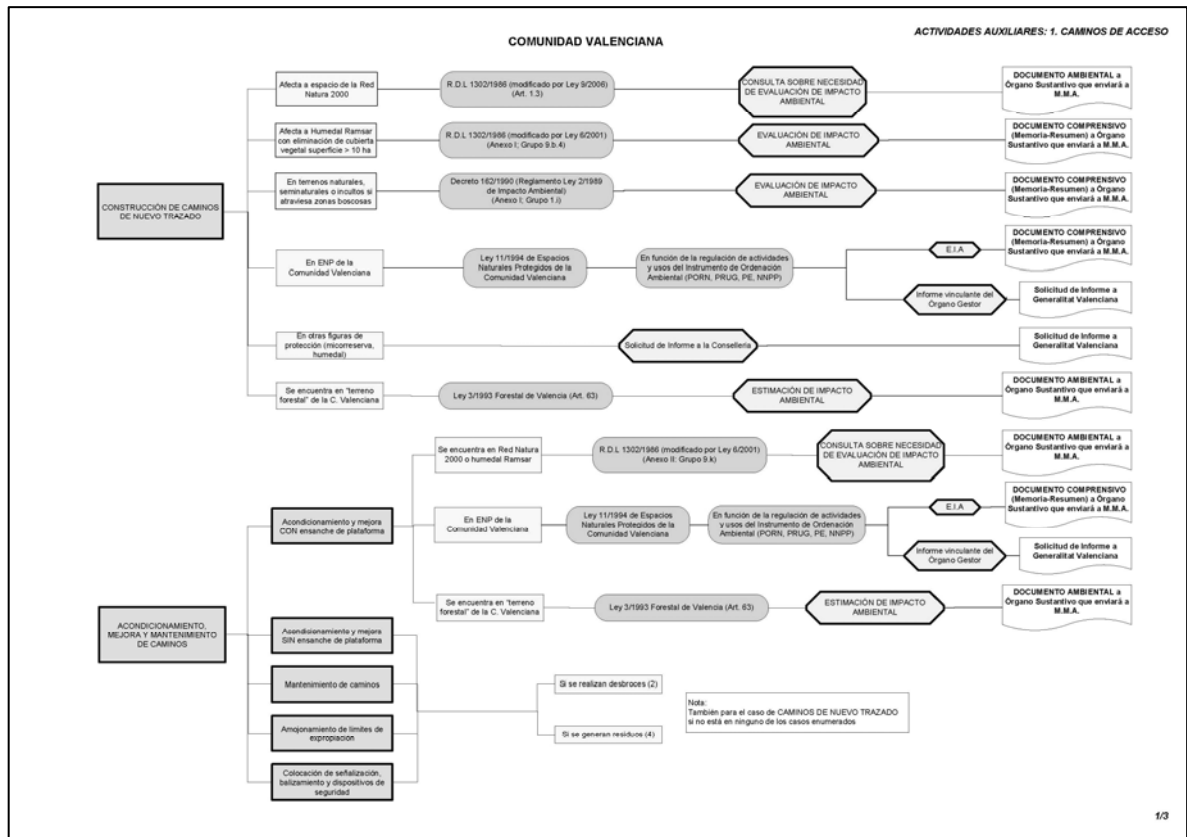 ACTIVIDADES AUXILIARES: 1. CAMINOS DE ACCESO
COMUNIDAD VALENCIANA
CONSTRUCCIÓN DE CAMINOS
DE NUEVO TRAZADO
Afecta a espacio de la Red
Natura 2000
R.D.L 1302/1986 (modificado por Ley 9/2006)
(Art. 1.3)
CONSULTA SOBRE NECESIDAD
DE EVALUACIÓN DE IMPACTO
AMBIENTAL
DOCUMENTO AMBIENTAL a
Órgano Sustantivo que enviará a
M.M.A.
Afecta a Humedal Ramsar
con eliminación de cubierta
vegetal superficie > 10 ha
R.D.L 1302/1986 (modificado por Ley 6/2001)
(Anexo I; Grupo 9.b.4)
EVALUACIÓN DE IMPACTO
AMBIENTAL
DOCUMENTO COMPRENSIVO
(Memoria-Resumen) a Órgano
Sustantivo que enviará a M.M.A.
En terrenos naturales,
seminaturales o incultos si
atraviesa zonas boscosas
Decreto 162/1990 (Reglamento Ley 2/1989
de Impacto Ambiental)
(Anexo I; Grupo 1.i)
EVALUACIÓN DE IMPACTO
AMBIENTAL
DOCUMENTO COMPRENSIVO
(Memoria-Resumen) a Órgano
Sustantivo que enviará a M.M.A.
En ENP de la
Comunidad Valenciana
Ley 11/1994 de Espacios
Naturales Protegidos de la
Comunidad Valenciana
En función de la regulación de actividades
y usos del Instrumento de Ordenación
Ambiental (PORN, PRUG, PE, NNPP)
E.I.A
DOCUMENTO COMPRENSIVO
(Memoria-Resumen) a Órgano
Sustantivo que enviará a M.M.A.
Informe vinculante del
Órgano Gestor
Solicitud de Informe a
Generalitat Valenciana
En otras figuras de
protección (micorreserva,
humedal)
Solicitud de Informe a la Conselleria
Solicitud de Informe a
Generalitat Valenciana
Se encuentra en "terreno
forestal" de la C. Valenciana
Ley 3/1993 Forestal de Valencia (Art. 63)
ESTIMACIÓN DE IMPACTO
AMBIENTAL
DOCUMENTO AMBIENTAL a
Órgano Sustantivo que enviará a
M.M.A.
ACONDICIONAMIENTO,
MEJORA Y MANTENIMIENTO
DE CAMINOS
Acondicionamiento y mejora
CON ensanche de plataforma
Se encuentra en Red Natura
2000 o humedal Ramsar
R.D.L 1302/1986 (modificado por Ley 6/2001)
(Anexo II: Grupo 9.k)
CONSULTA SOBRE NECESIDAD
DE EVALUACIÓN DE IMPACTO
AMBIENTAL
DOCUMENTO AMBIENTAL a
Órgano Sustantivo que enviará a
M.M.A.
En ENP de la
Comunidad Valenciana
Ley 11/1994 de Espacios
Naturales Protegidos de la
Comunidad Valenciana
En función de la regulación de actividades
y usos del Instrumento de Ordenación
Ambiental (PORN, PRUG, PE, NNPP)
E.I.A
DOCUMENTO COMPRENSIVO
(Memoria-Resumen) a Órgano
Sustantivo que enviará a M.M.A.
Informe vinculante del
Órgano Gestor
Solicitud de Informe a
Generalitat Valenciana
Se encuentra en "terreno
forestal" de la C. Valenciana
Ley 3/1993 Forestal de Valencia (Art. 63)
ESTIMACIÓN DE IMPACTO
AMBIENTAL
DOCUMENTO AMBIENTAL a
Órgano Sustantivo que enviará a
M.M.A.
Acondicionamiento y mejora
SIN ensanche de plataforma
Mantenimiento de caminos
Amojonamiento de límites de
expropiación
Colocación de señalización,
balizamiento y dispositivos de
seguridad
Si se realizan desbroces (2)
Si se generan residuos (4)
Nota:
También para el caso de CAMINOS DE NUEVO TRAZADO
si no está en ninguno de los casos enumerados
1/3